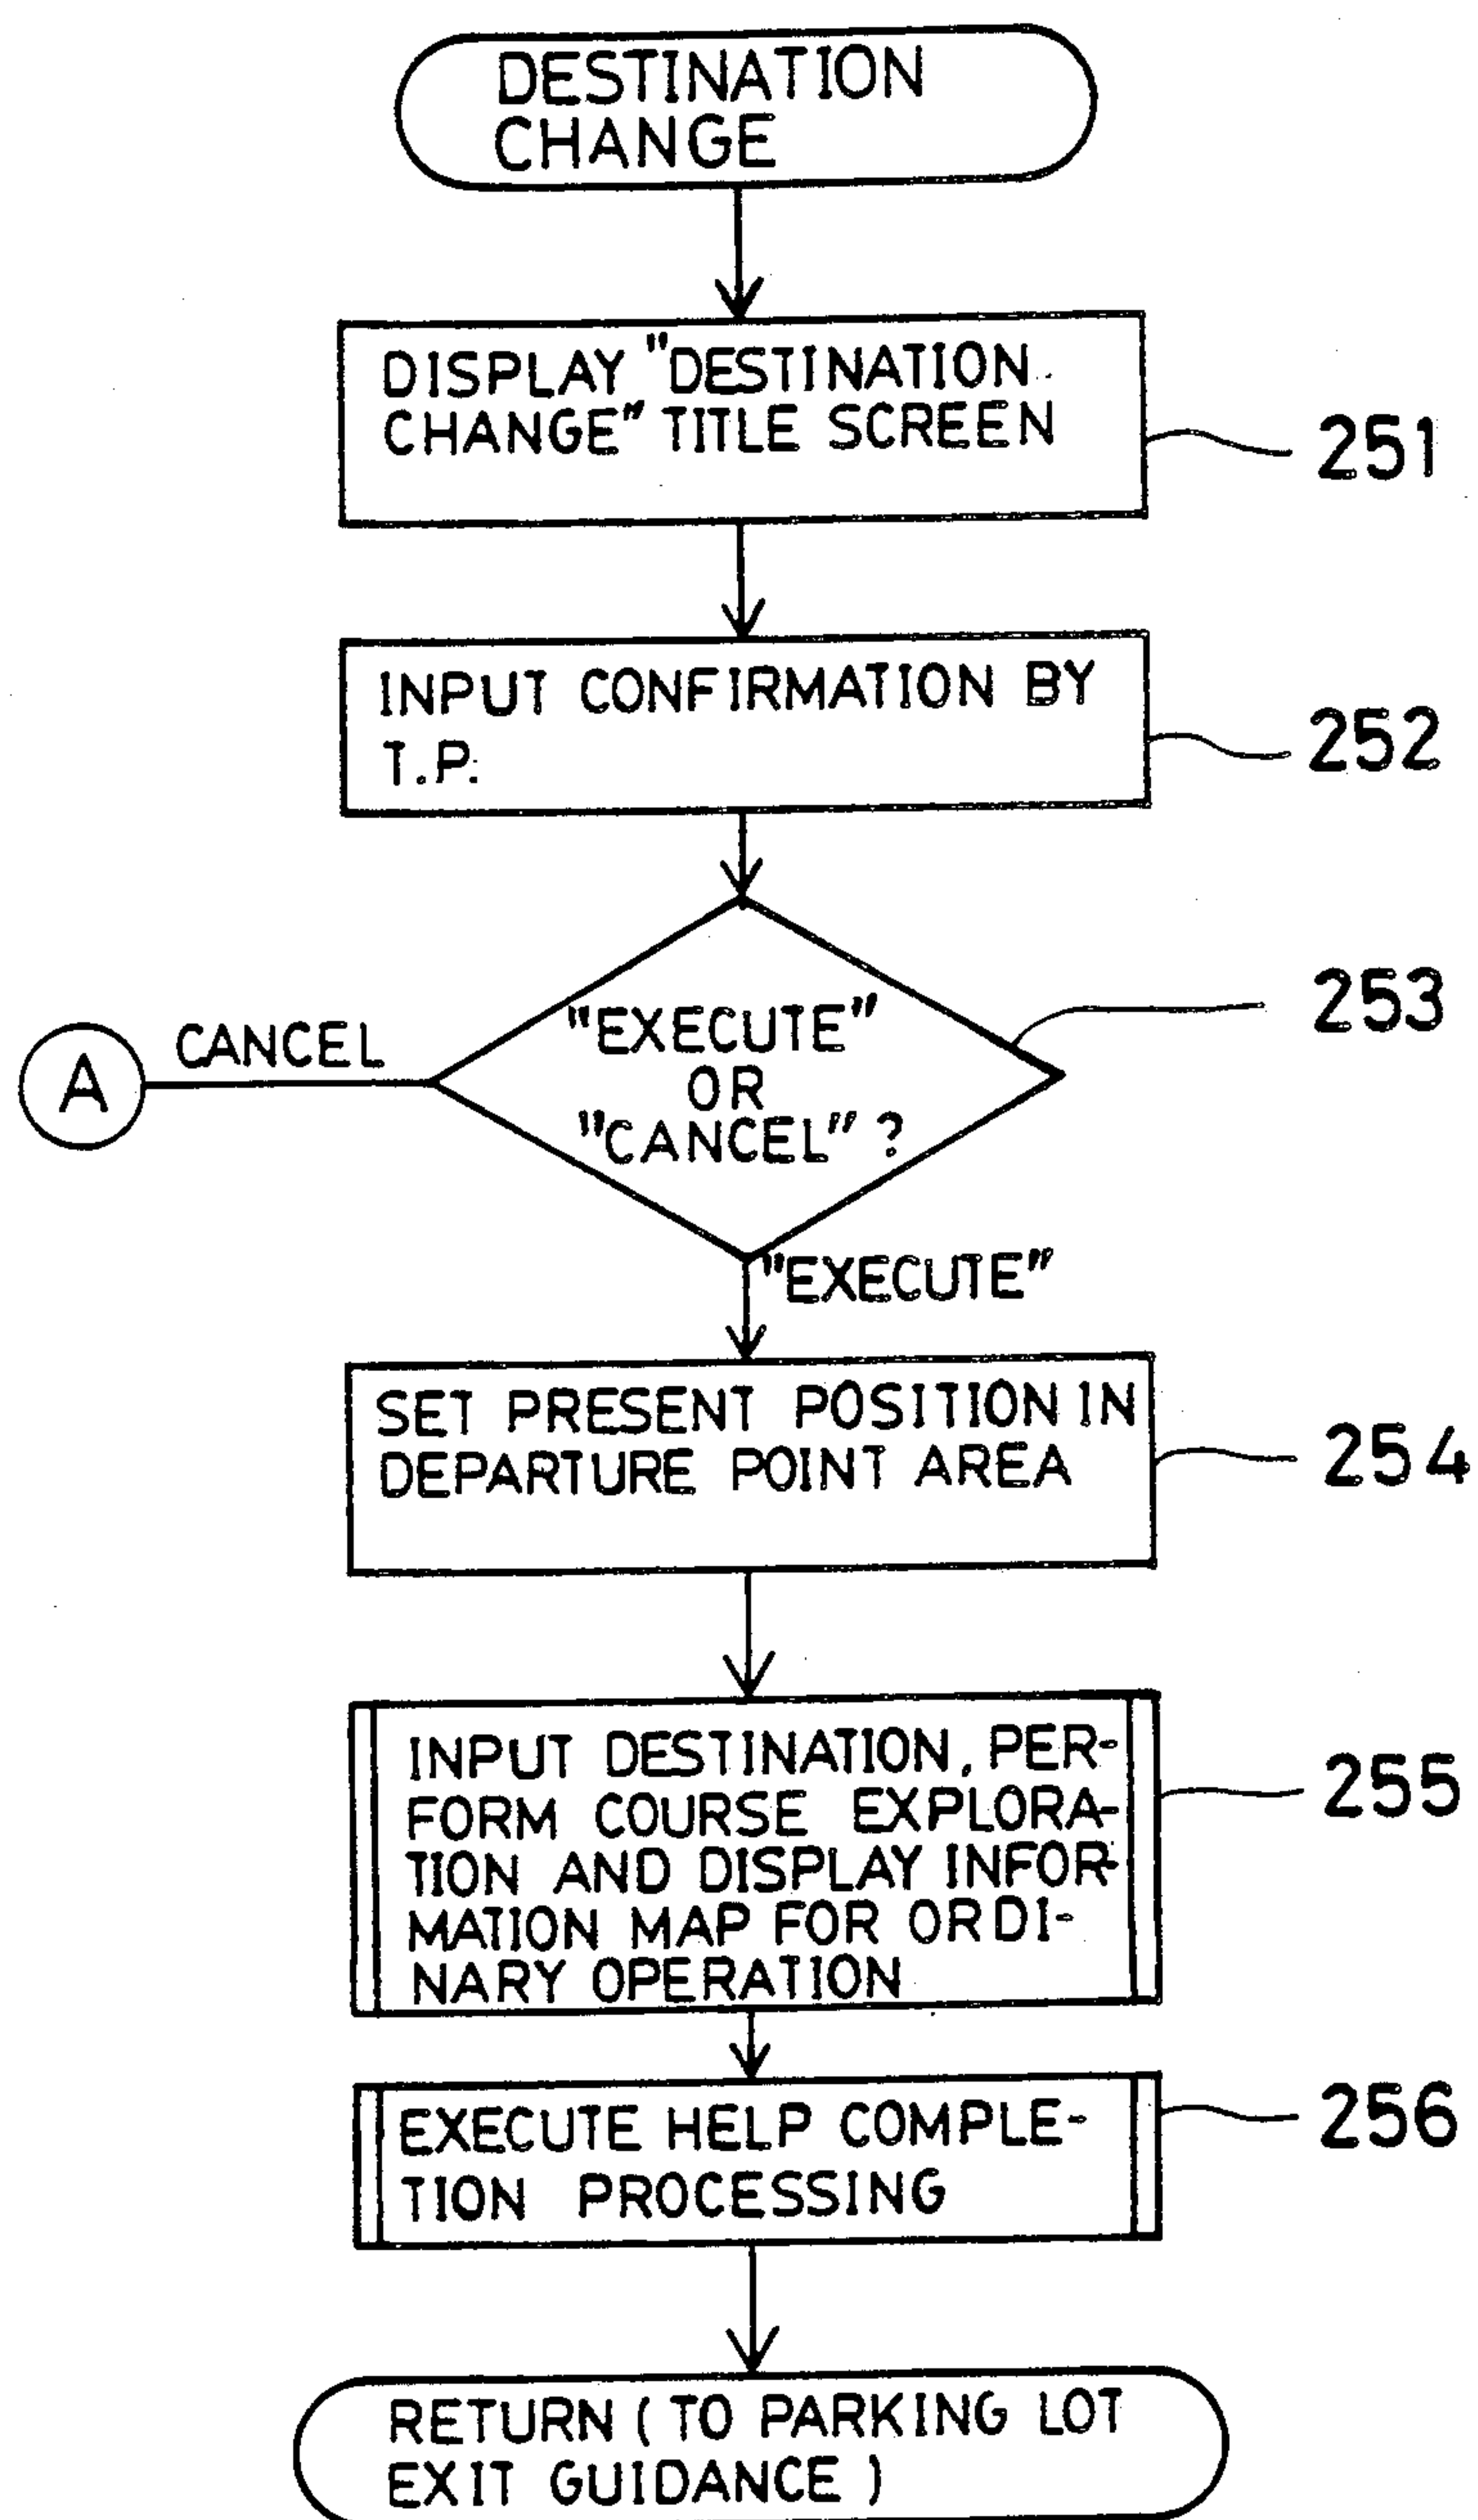 DESTINATION
CHANGE
DISPLAY "DESTINATION
CHANGE" TITLE SCREEN
251
INPUT CONFIRMATION BY
T.P.
252
"EXECUTE"
OR
"CANCEL" ?
253
CANCEL
A
"EXECUTE"
SET PRESENT POSITION IN
DEPARTURE POINT AREA
254
INPUT DESTINATION, PER-
FORM COURSE EXPLORA-
TION AND DISPLAY INFOR-
MATION MAP FOR ORDI-
NARY OPERATION
255
EXECUTE HELP COMPLE-
TION PROCESSING
256
RETURN (TO PARKING LOT
EXIT GUIDANCE)